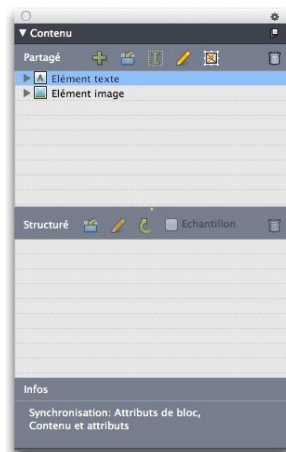 Contenu
Partagé
A Elément texte
Elément image
Structuré Echantillon
Infos
Synchronisation: Attributs de bloc,
Contenu et attributs